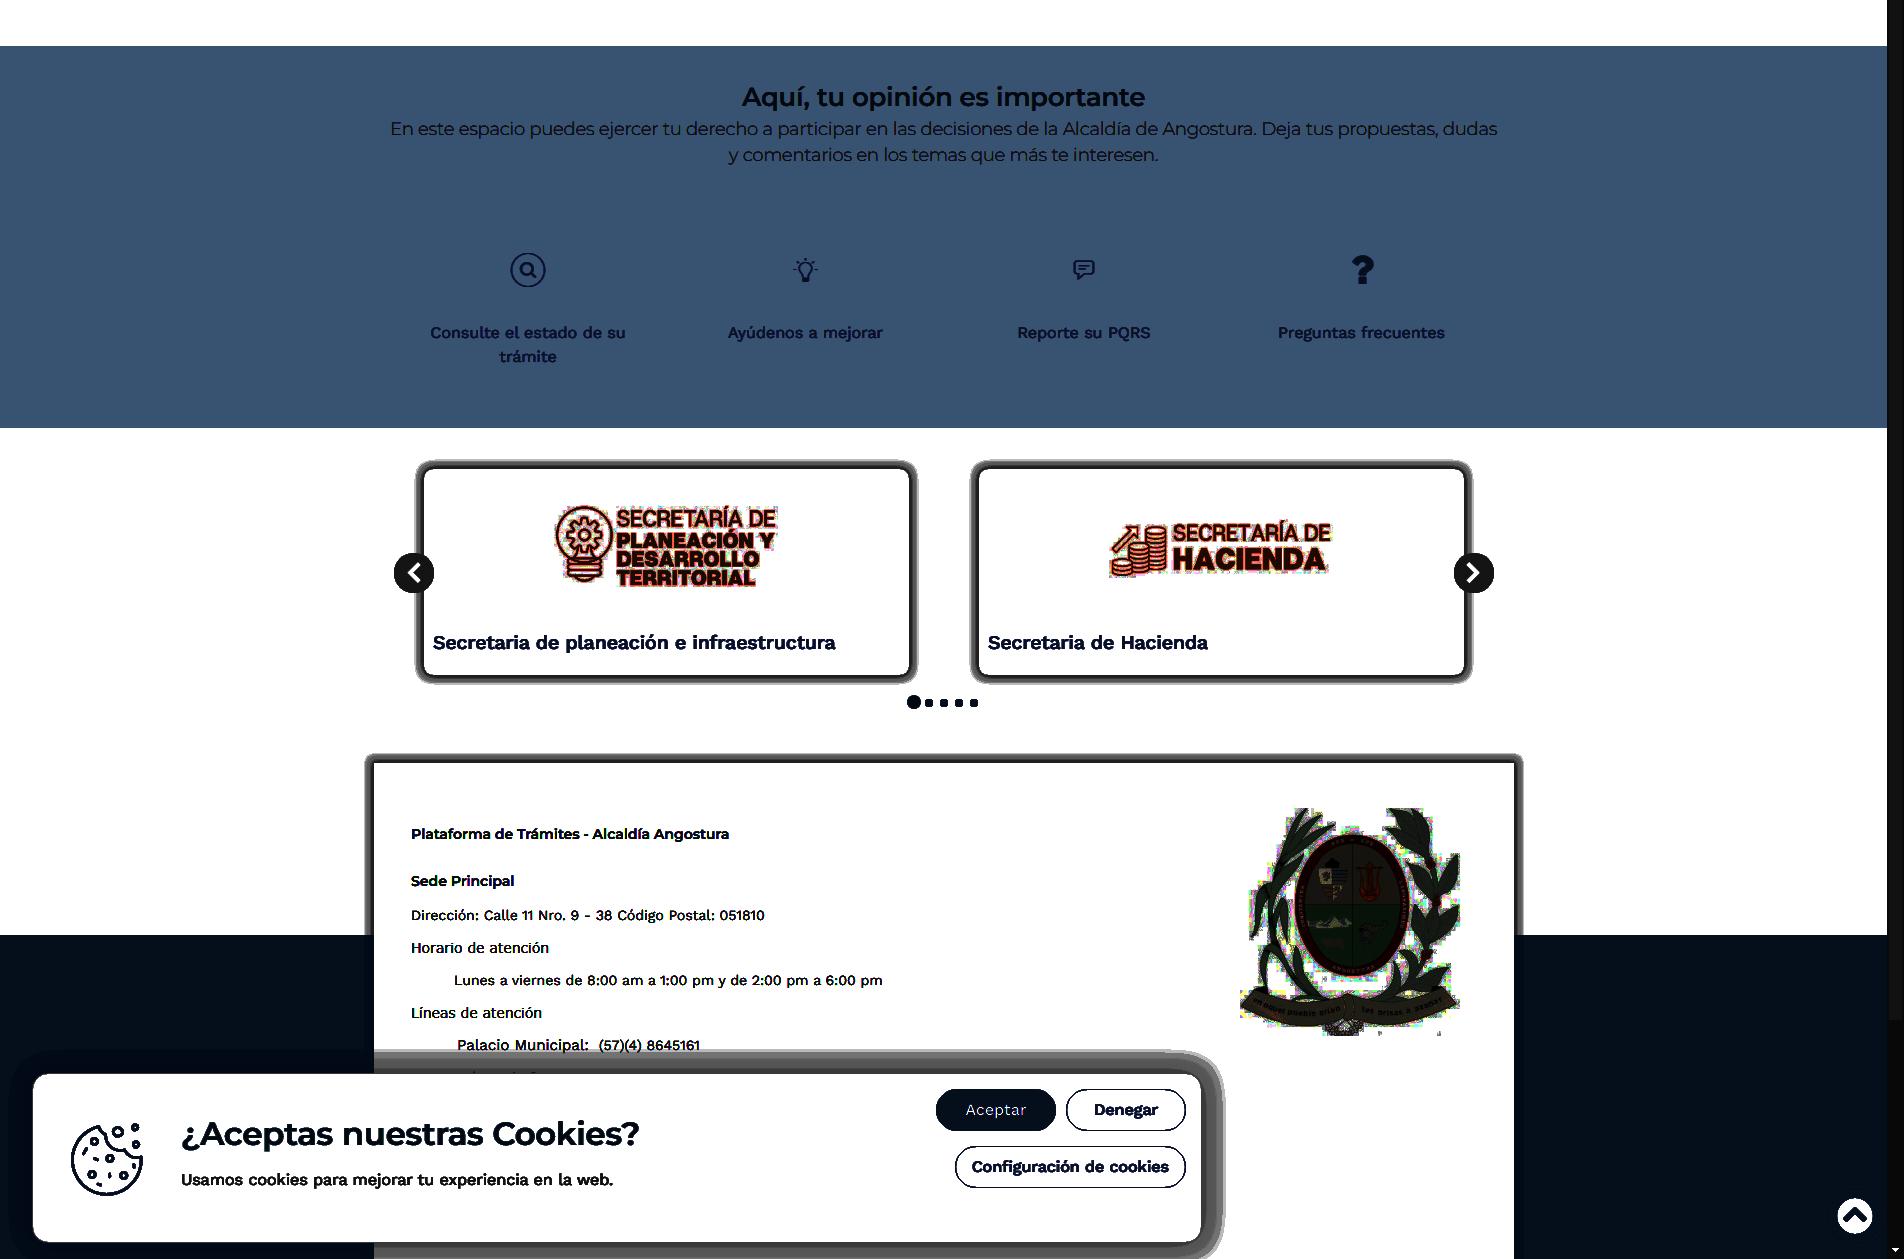 Aquí, tu opinión es importante
En este espacio puedes ejercer tu derecho a participar en las decisiones de la Alcaldía de Angostura. Deja tus propuestas, dudas
y comentarios en los temas que más te interesen.
Consulte el estado de su
trámite
Ayúdenos a mejorar
Reporte su PQRS
Preguntas frecuentes
SECRETARÍA DE
PLANEACIÓN Y
DESARROLLO
TERRITORIAL
Secretaria de planeación e infraestructura
SECRETARÍA DE
HACIENDA
Secretaria de Hacienda
Plataforma de Trámites - Alcaldía Angostura
Sede Principal
Dirección: Calle 11 Nro. 9 - 38 Código Postal: 051810
Horario de atención
Lunes a viernes de 8:00 am a 1:00 pm y de 2:00 pm a 6:00 pm
Líneas de atención
Palacio Municipal: (57)(4) 8645161
¿Aceptas nuestras Cookies?
Usamos cookies para mejorar tu experiencia en la web.
Aceptar
Denegar
Configuración de cookies